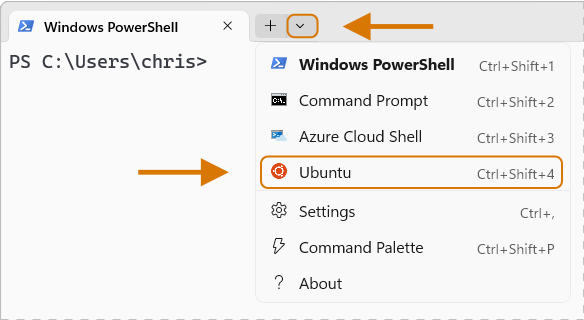 Windows PowerShell
PS C:\Users\chris>
Windows PowerShell Ctrl+Shift+1
Command Prompt Ctrl+Shift+2
Azure Cloud Shell Ctrl+Shift+3
Ubuntu Ctrl+Shift+4
Settings Ctrl+,
Command Palette Ctrl+Shift+P
? About